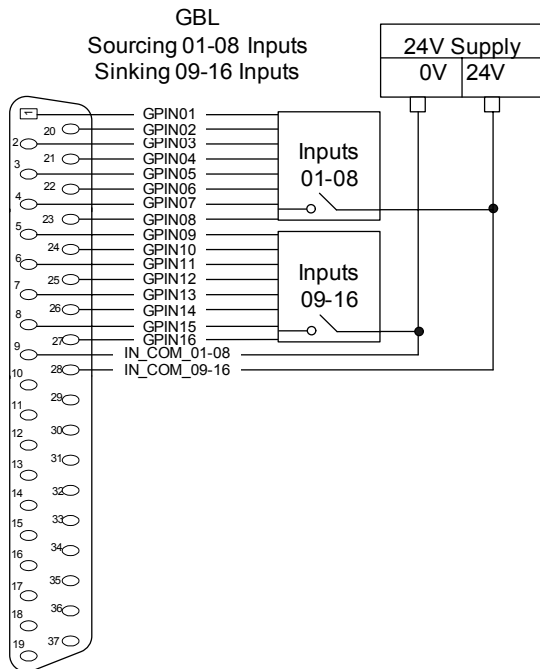 GBL
Sourcing 01-08 Inputs
Sinking 09-16 Inputs
24V Supply
0V 24V
1 GPIN01
20 GPIN02
2 GPIN03
21 GPIN04
3 GPIN05
22 GPIN06
4 GPIN07
23 GPIN08
5 GPIN09
24 GPIN10
6 GPIN11
25 GPIN12
7 GPIN13
26 GPIN14
8 GPIN15
27 GPIN16
9 IN_COM_01-08
28 IN_COM_09-16
Inputs
01-08
Inputs
09-16
10
29
11
30
12
31
13
32
14
33
15
34
16
35
17
36
18
37
19